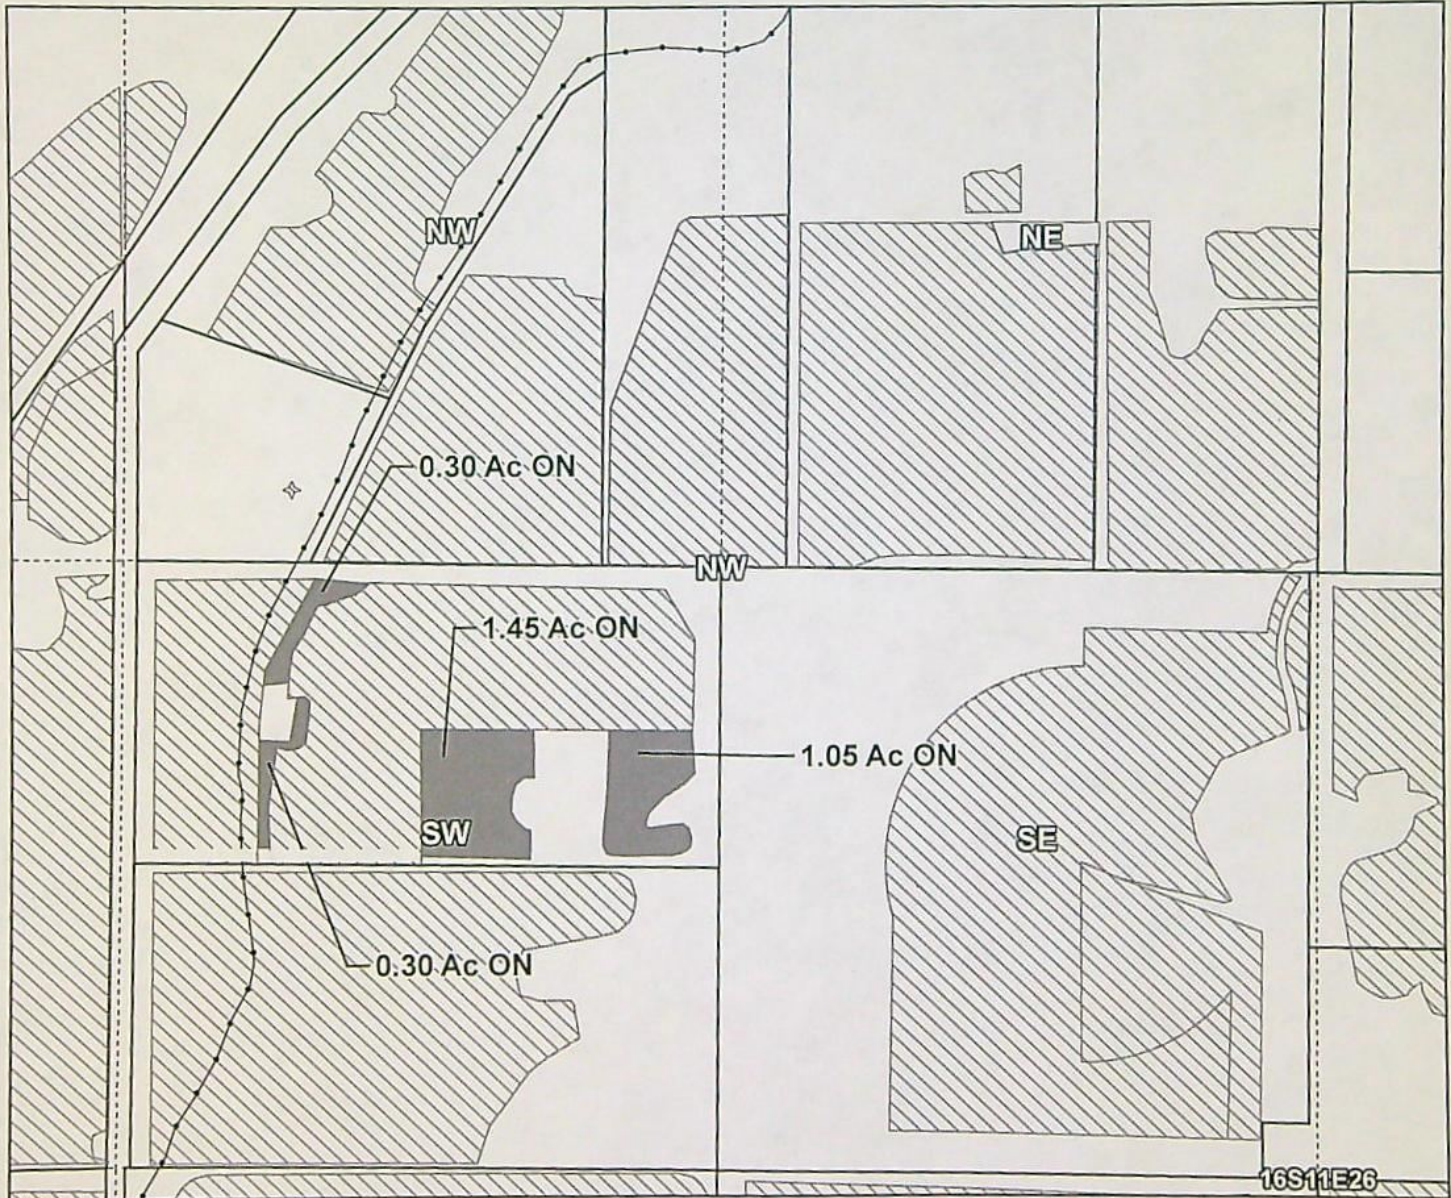 NW
NE
0.30 Ac ON
NW
1.45 Ac ON
1.05 Ac ON
SW
SE
0.30 Ac ON
16S11E26